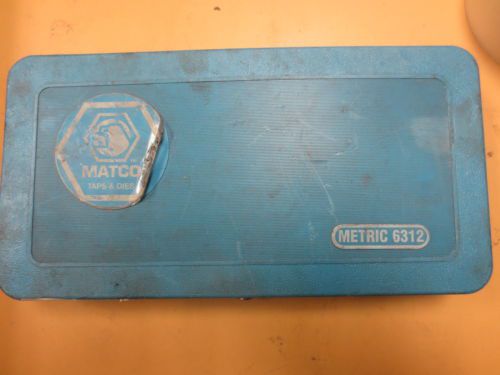 MATCO
TAPS & DIES
METRIC 6312